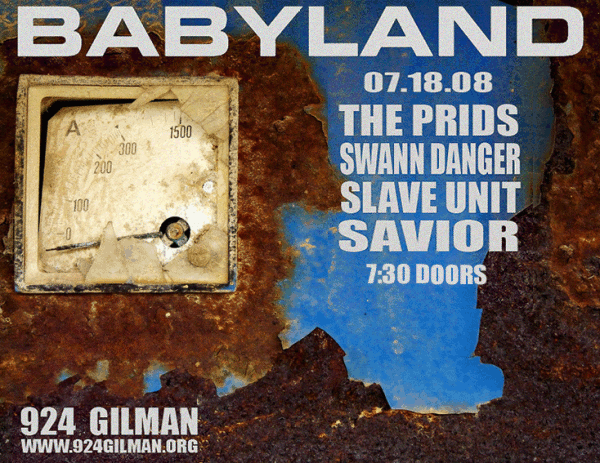 BABYLAND
07.18.08
THE PRIDS
SWANN DANGER
SLAVE UNIT
SAVIOR
7:30 DOORS
A
1500
300
200
100
0
924 GILMAN
WWW.924GILMAN.ORG